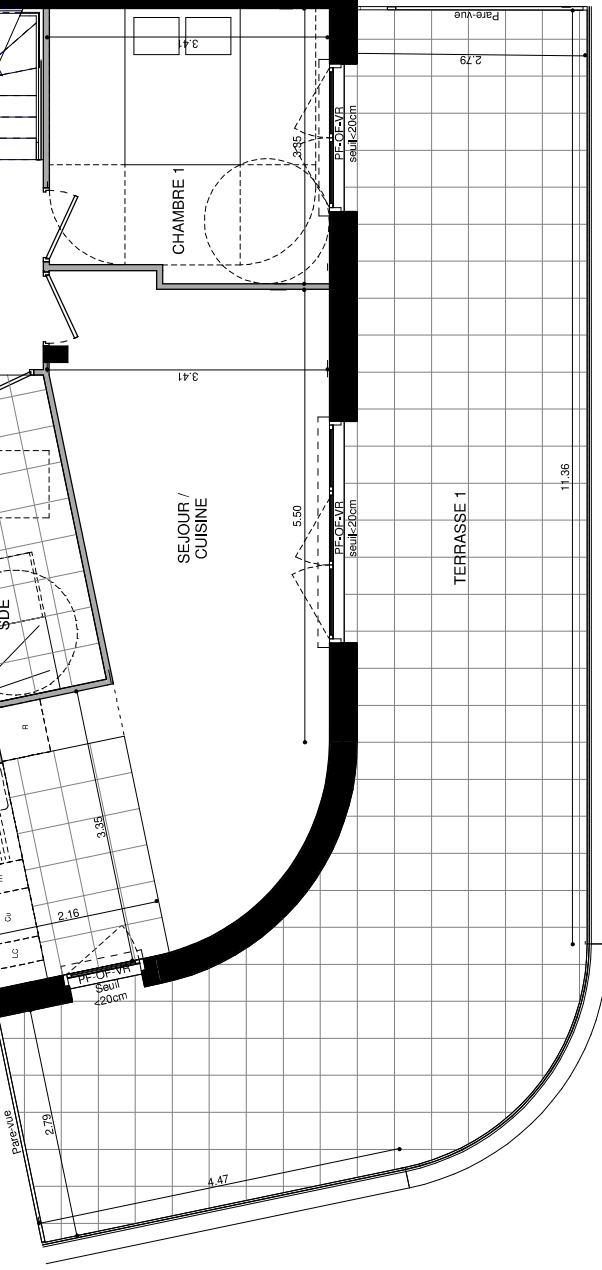 Pare-vue
3.41
2.79
PF-OF-VR
seuil<20cm
3.35
CHAMBRE 1
3.41
SEJOUR /
CUISINE
5.50
PF-OF-VR
seuil<20cm
TERRASSE 1
11.36
SDE
R
3.35
2.16
Cu
LC
PF-OF-VR
Seuil
<20cm
Pare-vue
2.79
4.47